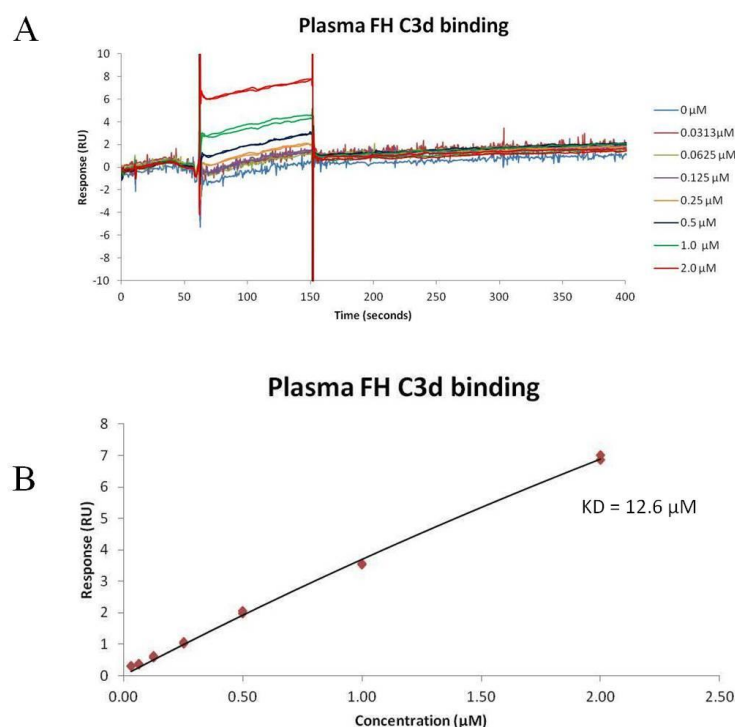 A
Plasma FH C3d binding
10
8
6
4
2
0
-2
-4
-6
-8
-10
Response (RU)
0 50 100 150 200 250 300 350 400
Time (seconds)
0 µM
0.0313µM
0.0625 µM
0.125 µM
0.25 µM
0.5 µM
1.0 µM
2.0 µM
B
Plasma FH C3d binding
8
7
6
5
4
3
2
1
0
Response (RU)
KD = 12.6 µM
0.00 0.50 1.00 1.50 2.00 2.50
Concentration (µM)